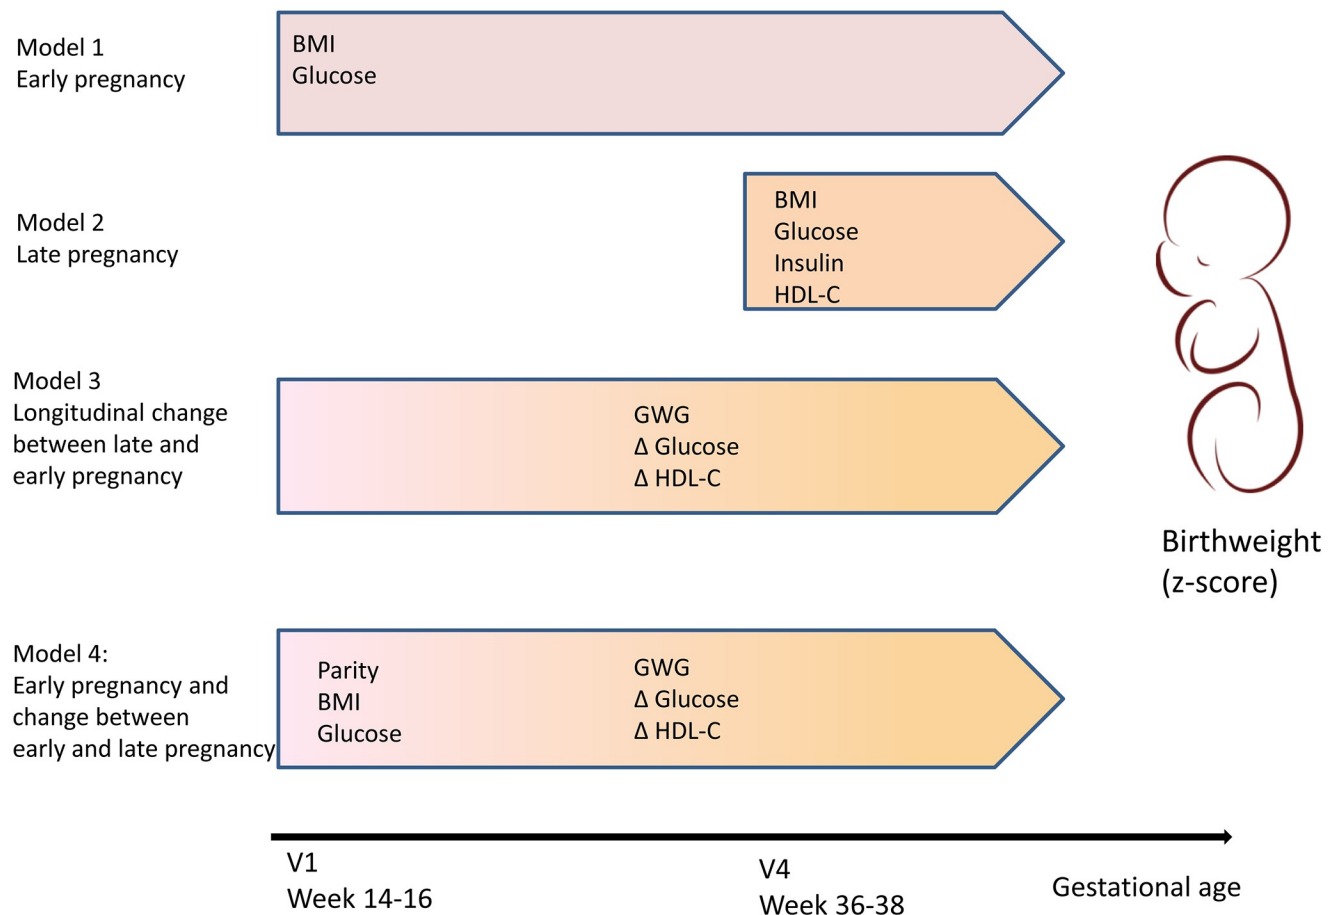 Model 1
Early pregnancy
BMI
Glucose
Model 2
Late pregnancy
BMI
Glucose
Insulin
HDL-C
Model 3
Longitudinal change
between late and
early pregnancy
GWG
Δ Glucose
Δ HDL-C
Birthweight
(z-score)
Model 4:
Early pregnancy and
change between
early and late pregnancy
Parity
BMI
Glucose
GWG
Δ Glucose
Δ HDL-C
V1
Week 14-16
V4
Week 36-38
Gestational age